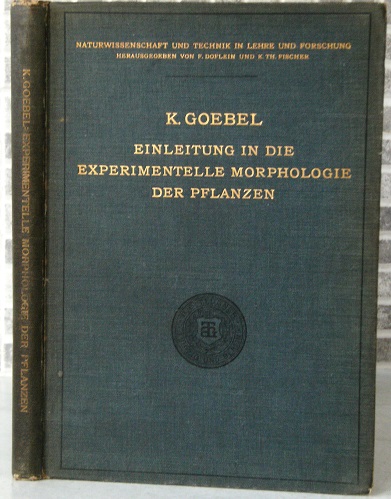 NATURWISSENSCHAFT UND TECHNIK IN LEHRE UND FORSCHUNG
HERAUSGEGEBEN VON F. DOFLEIN UND K. TH. FISCHER
K. GOEBEL
EINLEITUNG IN DIE
EXPERIMENTELLE MORPHOLOGIE
DER PFLANZEN
K. GOEBEL · EXPERIMENTELLE MORPHOLOGIE DER PFLANZEN